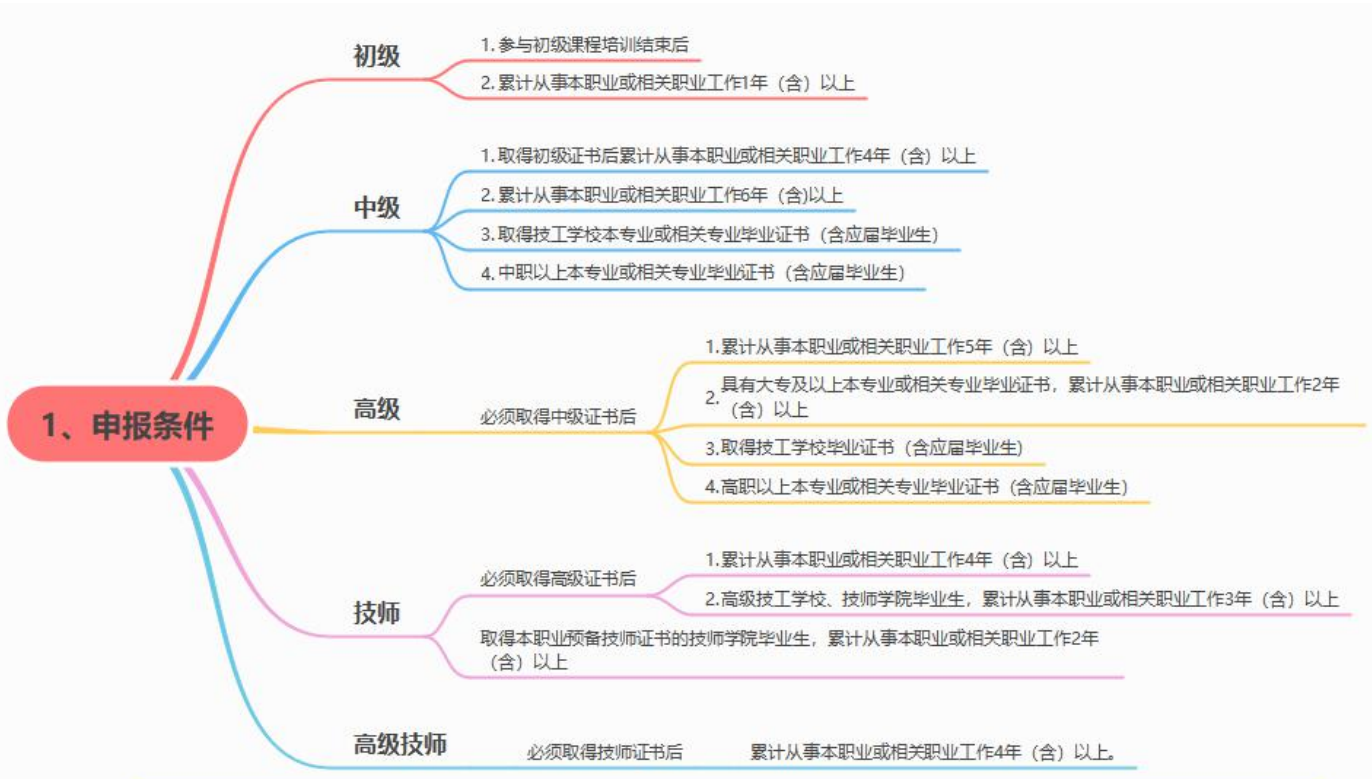 1、申报条件
初级
1. 参与初级课程培训结束后
2. 累计从事本职业或相关职业工作1年（含）以上
中级
1. 取得初级证书后累计从事本职业或相关职业工作4年（含）以上
2. 累计从事本职业或相关职业工作6年（含)以上
3. 取得技工学校本专业或相关专业毕业证书（含应届毕业生）
4. 中职以上本专业或相关专业毕业证书（含应届毕业生）
高级
必须取得中级证书后
1.累计从事本职业或相关职业工作5年（含）以上
2.具有大专及以上本专业或相关专业毕业证书，累计从事本职业或相关职业工作2年
（含）以上
3.取得技工学校毕业证书（含应届毕业生）
4.高职以上本专业或相关专业毕业证书（含应届毕业生）
技师
必须取得高级证书后
1.累计从事本职业或相关职业工作4年（含）以上
2.高级技工学校、技师学院毕业生，累计从事本职业或相关职业工作3年（含）以上
取得本职业预备技师证书的技师学院毕业生，累计从事本职业或相关职业工作2年
（含）以上
高级技师
必须取得技师证书后
累计从事本职业或相关职业工作4年（含）以上。